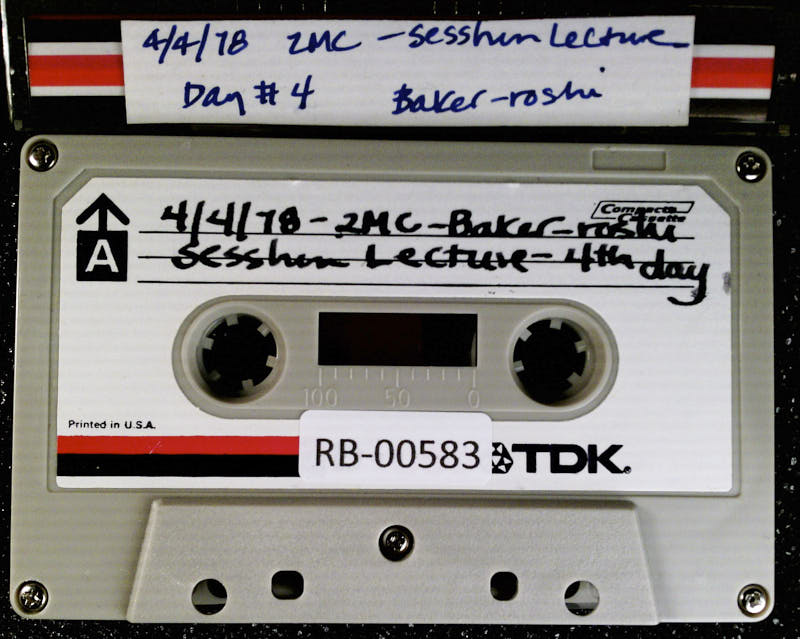 4/4/78 ZMC - sesshin Lecture
Day # 4 Baker-roshi
Compact Cassette
A
4/4/78 - ZMC - Baker-roshi
sesshin Lecture - 4th day
100 50 0
Printed in U.S.A.
RB-00583
TDK®